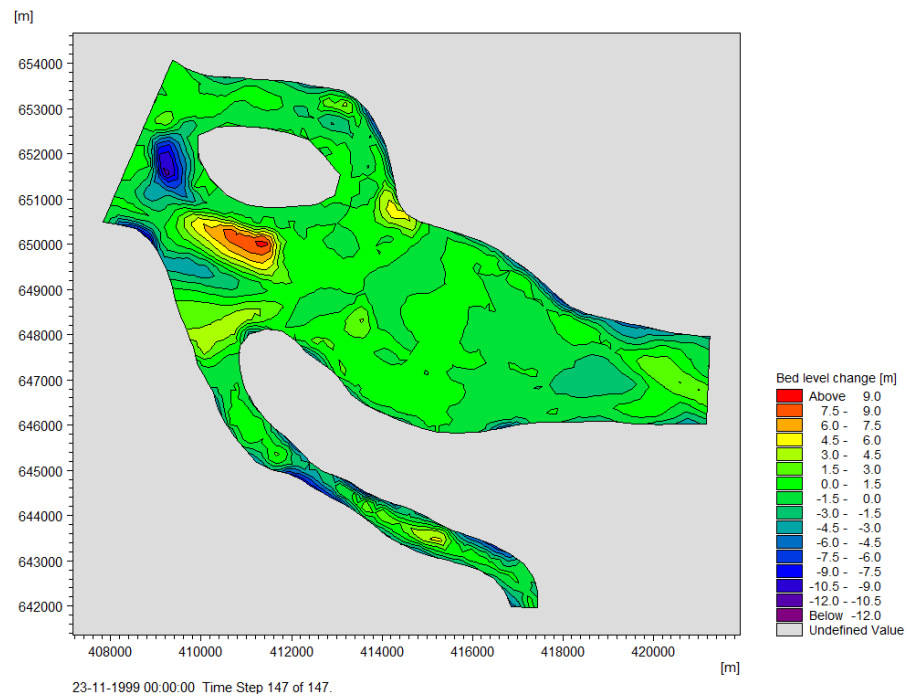 [m]
654000
653000
652000
651000
650000
649000
648000
647000
646000
645000
644000
643000
642000
408000 410000 412000 414000 416000 418000 420000
[m]
23-11-1999 00:00:00 Time Step 147 of 147.
Bed level change [m]
Above 9.0
7.5 - 9.0
6.0 - 7.5
4.5 - 6.0
3.0 - 4.5
1.5 - 3.0
0.0 - 1.5
-1.5 - 0.0
-3.0 - -1.5
-4.5 - -3.0
-6.0 - -4.5
-7.5 - -6.0
-9.0 - -7.5
-10.5 - -9.0
-12.0 - -10.5
Below -12.0
Undefined Value